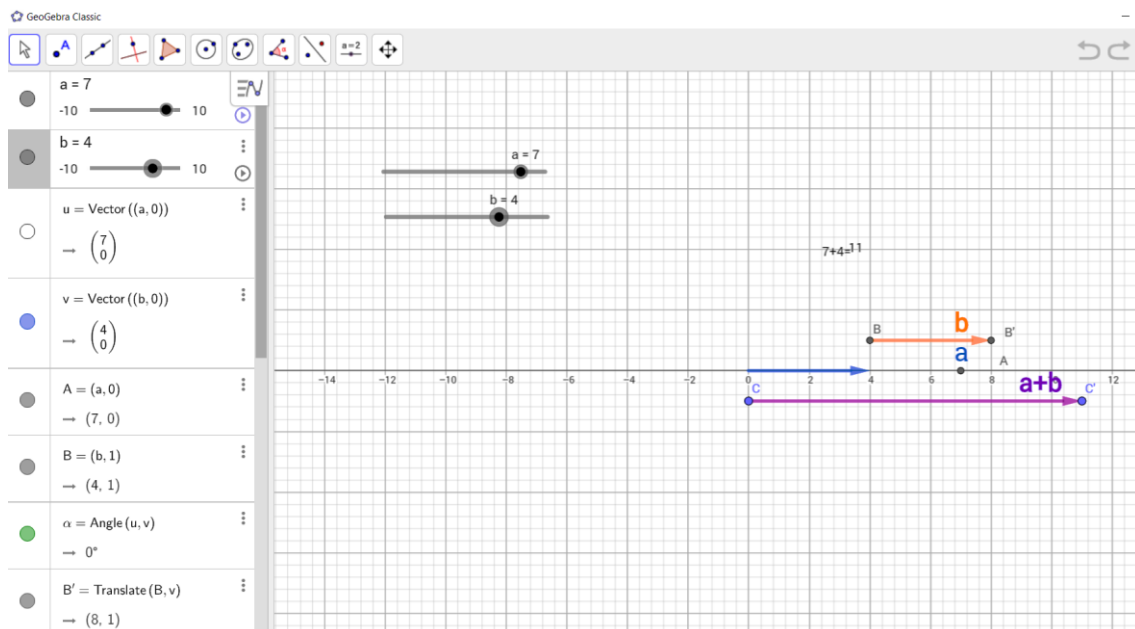 GeoGebra Classic
a=2
a = 7
-10 10
b = 4
-10 10
u = Vector((a, 0))
→ (7 0)
v = Vector((b, 0))
→ (4 0)
A = (a, 0)
→ (7, 0)
B = (b, 1)
→ (4, 1)
α = Angle (u, v)
→ 0°
B′ = Translate (B, v)
→ (8, 1)
a = 7
b = 4
7+4=11
B b B'
a A
-14 -12 -10 -8 -6 -4 -2 0 2 4 6 8 10 12
C a+b C'